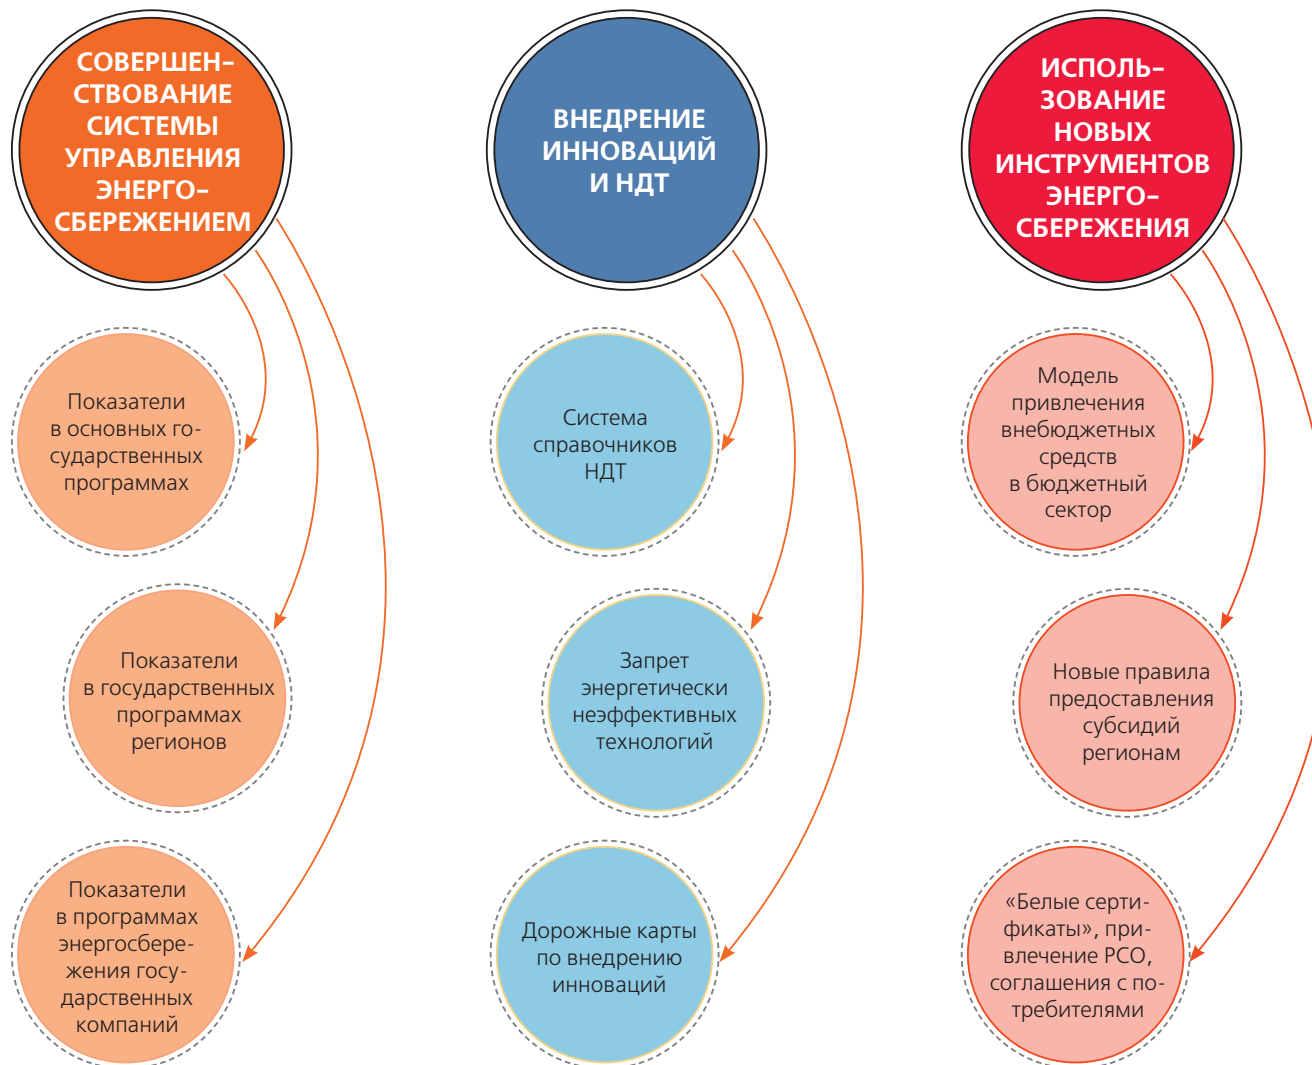 СОВЕРШЕН–
СТВОВАНИЕ
СИСТЕМЫ
УПРАВЛЕНИЯ
ЭНЕРГО–
СБЕРЕЖЕНИЕМ
Показатели
в основных го-
сударственных
программах
Показатели
в государственных
программах
регионов
Показатели
в программах
энергосбере-
жения госу-
дарственных
компаний
ВНЕДРЕНИЕ
ИННОВАЦИЙ
И НДТ
Система
справочников
НДТ
Запрет
энергетически
неэффективных
технологий
Дорожные карты
по внедрению
инноваций
ИСПОЛЬ–
ЗОВАНИЕ
НОВЫХ
ИНСТРУМЕНТОВ
ЭНЕРГО–
СБЕРЕЖЕНИЯ
Модель
привлечения
внебюджетных
средств
в бюджетный
сектор
Новые правила
предоставления
субсидий
регионам
«Белые серти-
фикаты», при-
влечение РСО,
соглашения с по-
требителями